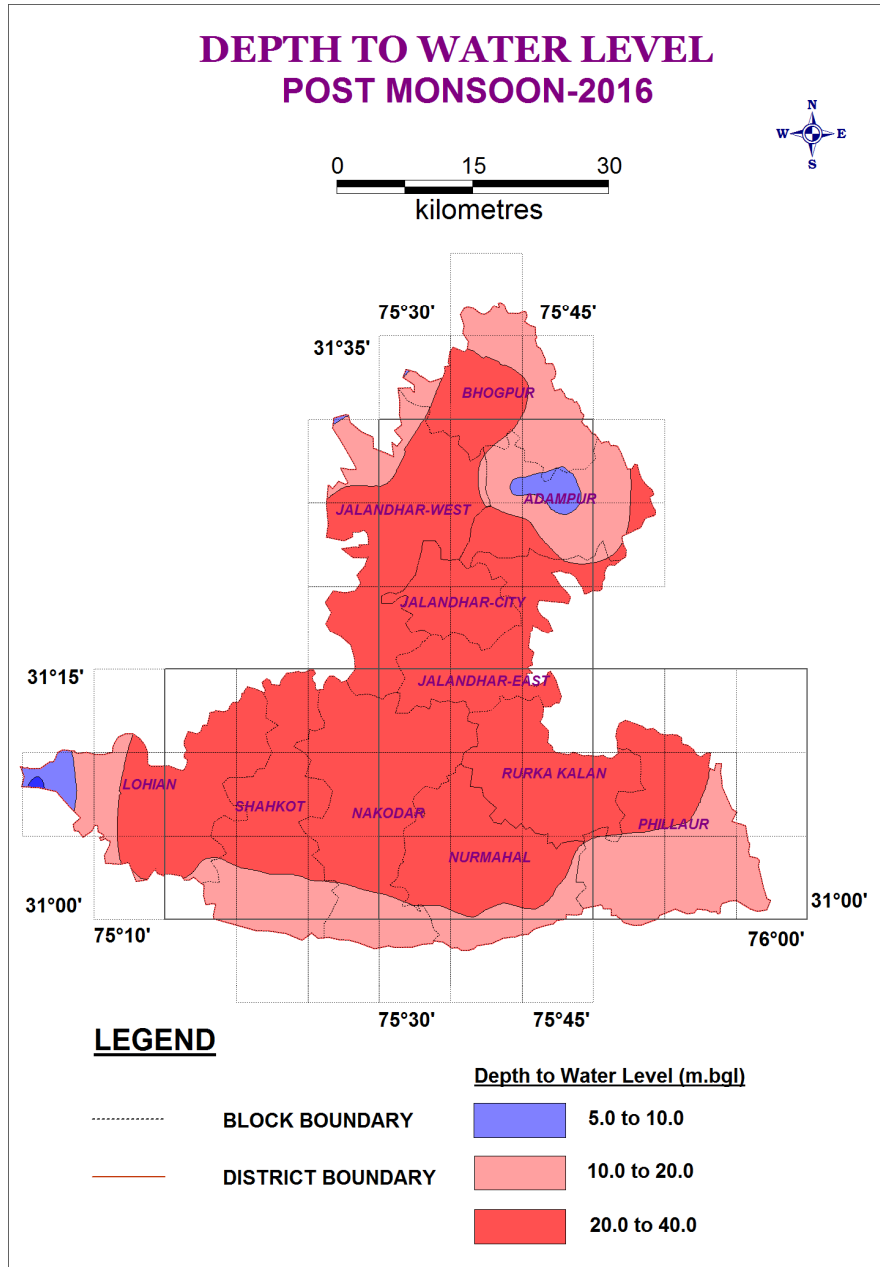 DEPTH TO WATER LEVEL
POST MONSOON-2016
N
W E
S
0 15 30
kilometres
75°30' 75°45'
31°35'
BHOGPUR
ADAMPUR
JALANDHAR-WEST
JALANDHAR-CITY
31°15'
JALANDHAR-EAST
RURKA KALAN
LOHIAN
SHAHKOT
NAKODAR
PHILLAUR
NURMAHAL
31°00' 31°00'
75°10' 76°00'
75°30' 75°45'
LEGEND
Depth to Water Level (m.bgl)
BLOCK BOUNDARY 5.0 to 10.0
DISTRICT BOUNDARY 10.0 to 20.0
20.0 to 40.0